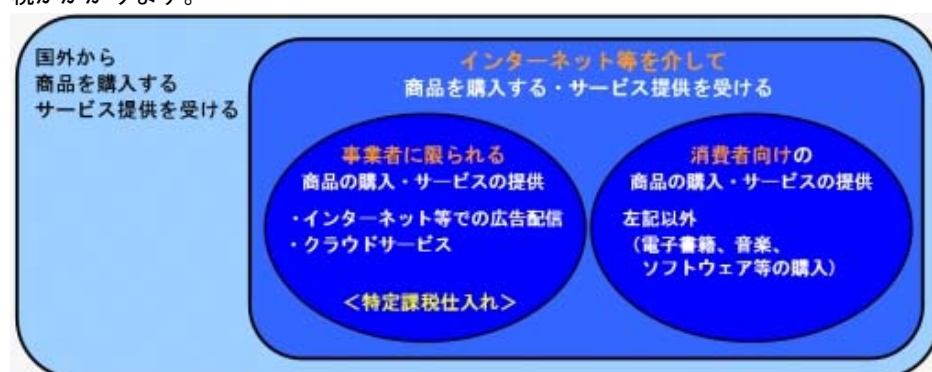 税がかかります。
国外から
商品を購入する
サービス提供を受ける
インターネット等を介して
商品を購入する・サービス提供を受ける
事業者に限られる
商品の購入・サービスの提供
・インターネット等での広告配信
・クラウドサービス
＜特定課税仕入れ＞
消費者向けの
商品の購入・サービスの提供
左記以外
（電子書籍、音楽、
ソフトウェア等の購入）